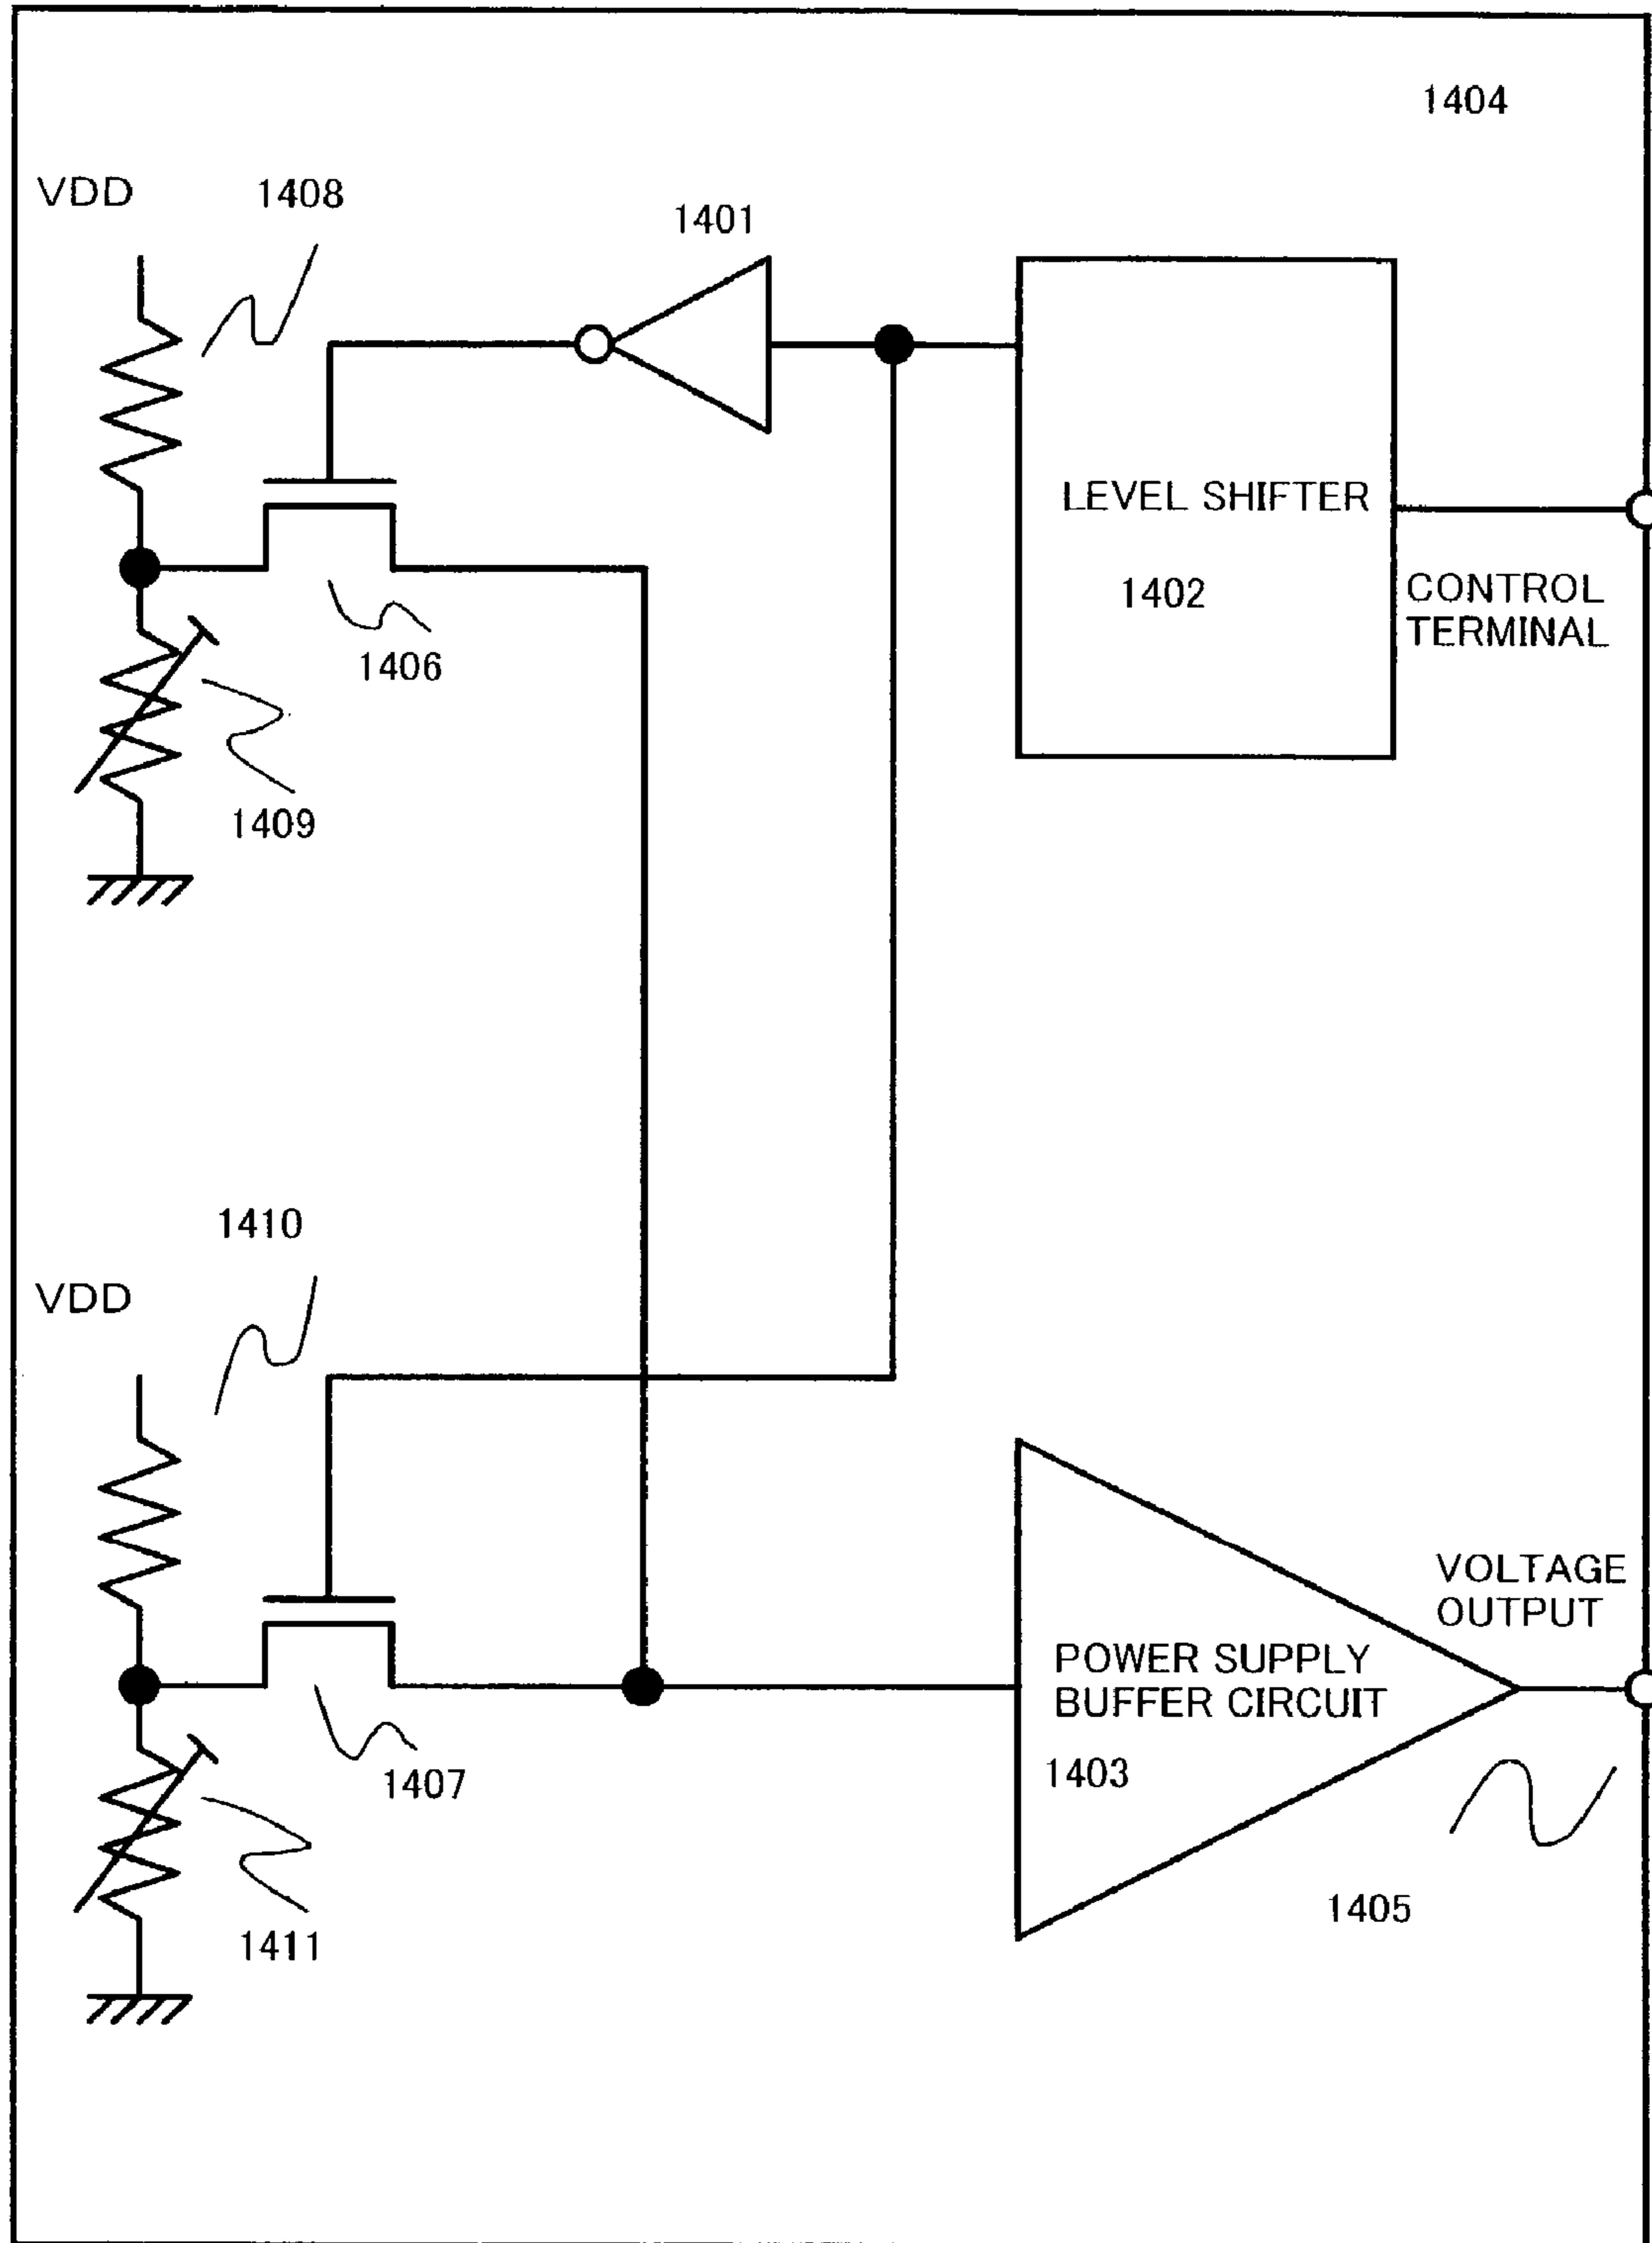 1404
VDD
1408
1401
LEVEL SHIFTER
1402
CONTROL
TERMINAL
1406
1409
1410
VDD
VOLTAGE
OUTPUT
POWER SUPPLY
BUFFER CIRCUIT
1403
1407
1405
1411